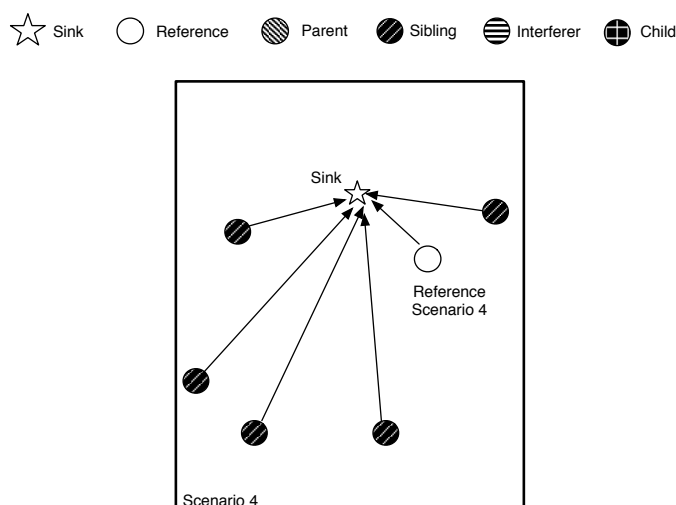 Sink Reference Parent Sibling Interferer Child
Sink
Reference
Scenario 4
Scenario 4